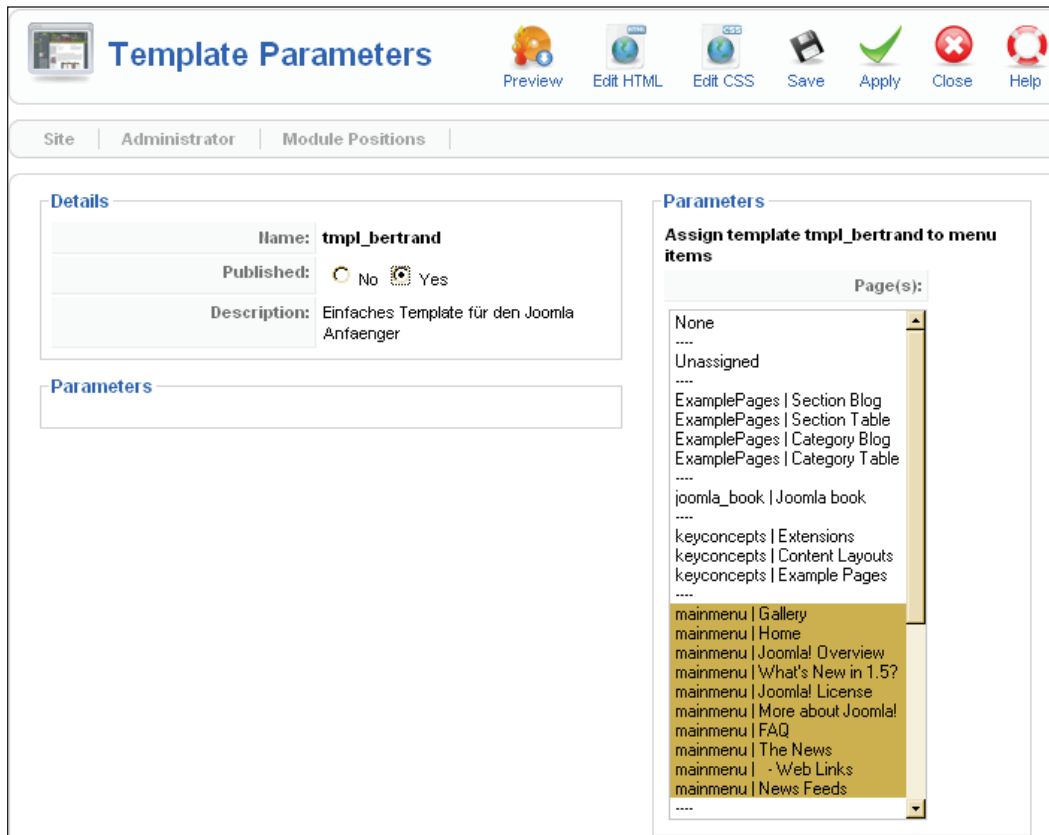 Template Parameters
Preview
Edit HTML
Edit CSS
Save
Apply
Close
Help
Site
Administrator
Module Positions
Details
Name: tmpl_bertrand
Published: No Yes
Description: Einfaches Template für den Joomla
Anfaenger
Parameters
Parameters
Assign template tmpl_bertrand to menu
items
Page(s):
None
----
Unassigned
----
ExamplePages | Section Blog
ExamplePages | Section Table
ExamplePages | Category Blog
ExamplePages | Category Table
----
joomla_book | Joomla book
----
keyconcepts | Extensions
keyconcepts | Content Layouts
keyconcepts | Example Pages
----
mainmenu | Gallery
mainmenu | Home
mainmenu | Joomla! Overview
mainmenu | What's New in 1.5?
mainmenu | Joomla! License
mainmenu | More about Joomla!
mainmenu | FAQ
mainmenu | The News
mainmenu | - Web Links
mainmenu | News Feeds
----